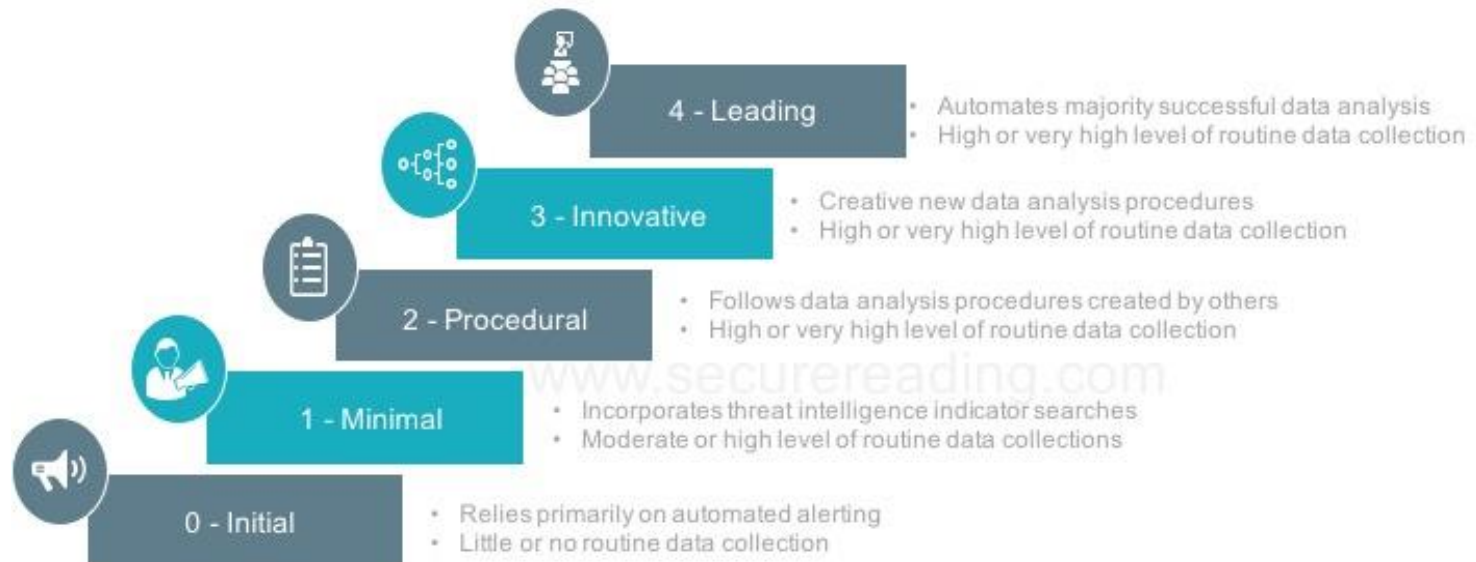 4 - Leading
• Automates majority successful data analysis
• High or very high level of routine data collection
3 - Innovative
• Creative new data analysis procedures
• High or very high level of routine data collection
2 - Procedural
• Follows data analysis procedures created by others
• High or very high level of routine data collection
www.securereading.com
1 - Minimal
• Incorporates threat intelligence indicator searches
• Moderate or high level of routine data collections
0 - Initial
• Relies primarily on automated alerting
• Little or no routine data collection